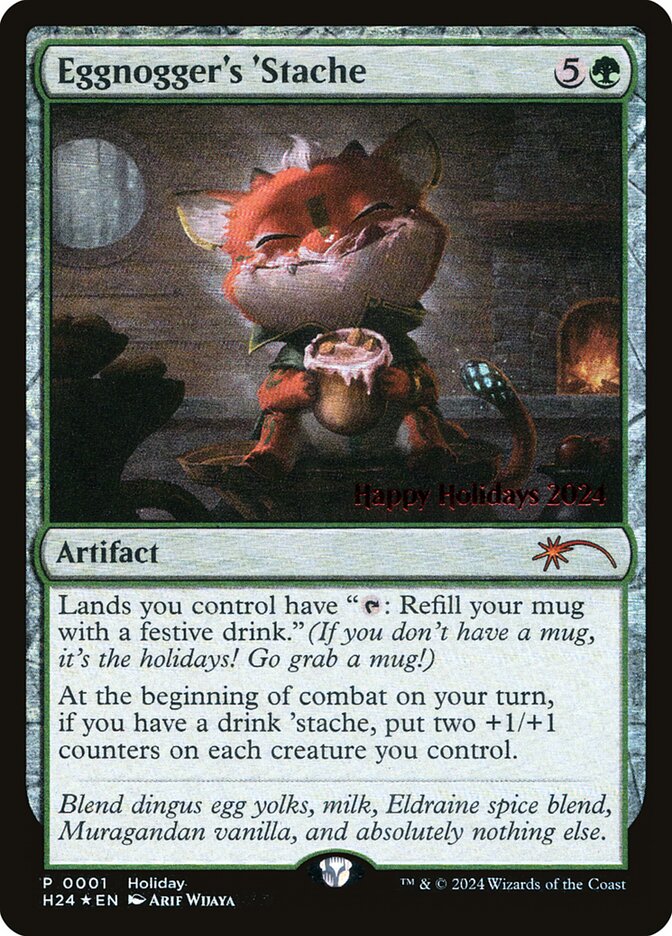 Eggnogger's 'Stache 5
Happy Holidays 2024
Artifact
Lands you control have “: Refill your mug
with a festive drink.” (If you don't have a mug,
it's the holidays! Go grab a mug!)
At the beginning of combat on your turn,
if you have a drink 'stache, put two +1/+1
counters on each creature you control.
Blend dingus egg yolks, milk, Eldraine spice blend,
Muragandan vanilla, and absolutely nothing else.
P 0001 Holiday
H24★EN Arif Wijaya
™ & © 2024 Wizards of the Coast